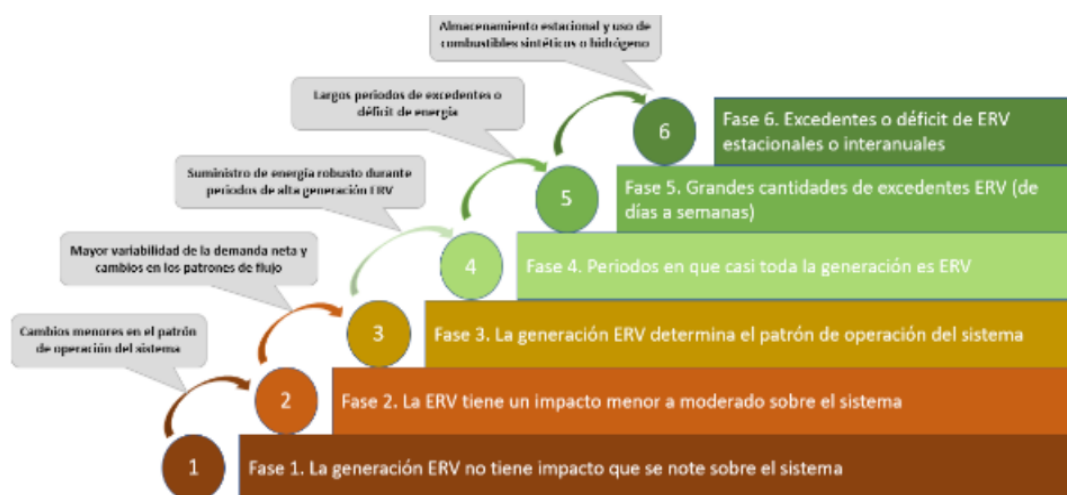 Almacenamiento estacional y uso de
combustibles sintéticos o hidrógeno
Largos periodos de excedentes o
déficit de energía
Suministro de energía robusto durante
periodos de alta generación ERV
Mayor variabilidad de la demanda neta y
cambios en los patrones de flujo
Cambios menores en el patrón
de operación del sistema
6
Fase 6. Excedentes o déficit de ERV
estacionales o interanuales
5
Fase 5. Grandes cantidades de excedentes ERV (de
días a semanas)
4
Fase 4. Periodos en que casi toda la generación es ERV
3
Fase 3. La generación ERV determina el patrón de operación del sistema
2
Fase 2. La ERV tiene un impacto menor a moderado sobre el sistema
1
Fase 1. La generación ERV no tiene impacto que se note sobre el sistema